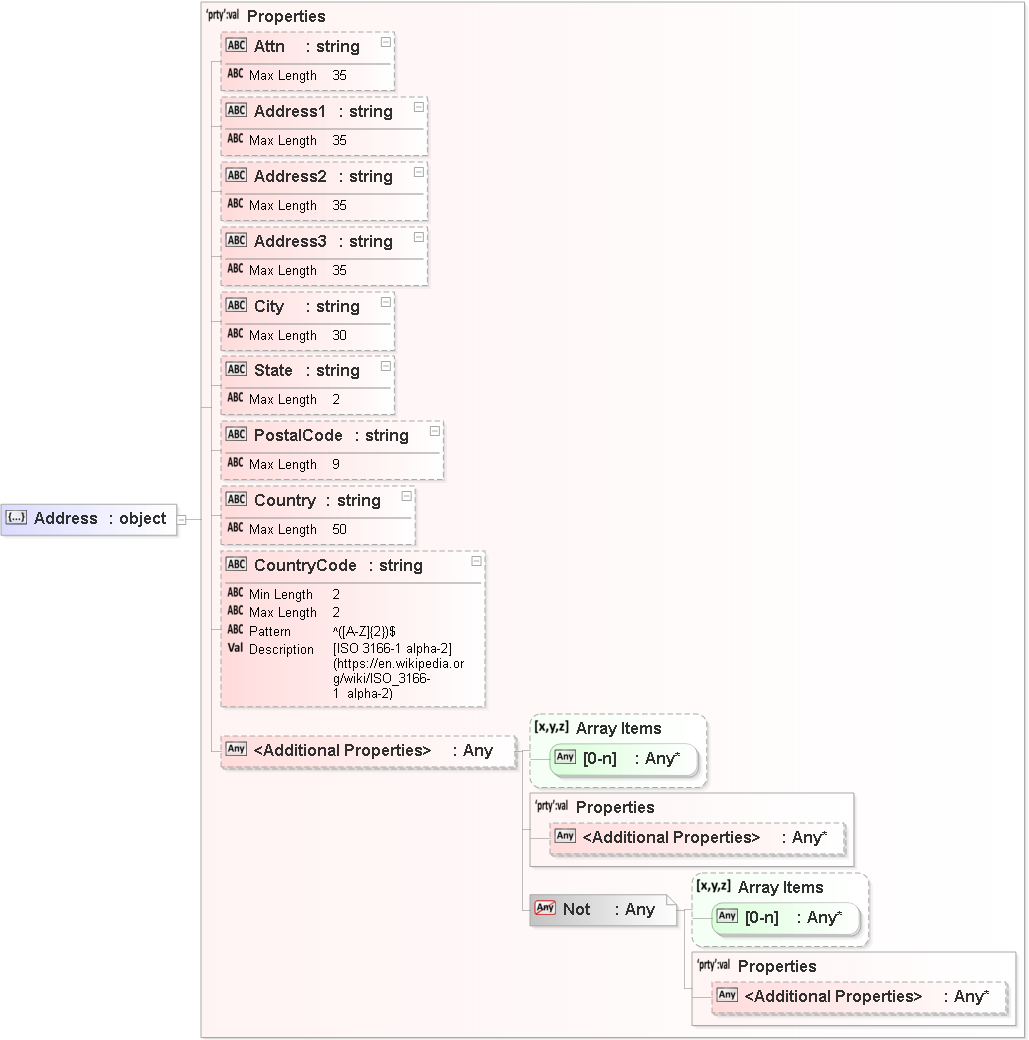 'prty':val Properties
ABC Attn : string
ABC Max Length 35
ABC Address1 : string
ABC Max Length 35
ABC Address2 : string
ABC Max Length 35
ABC Address3 : string
ABC Max Length 35
ABC City : string
ABC Max Length 30
ABC State : string
ABC Max Length 2
ABC PostalCode : string
ABC Max Length 9
ABC Country : string
ABC Max Length 50
{...} Address : object
ABC CountryCode : string
ABC Min Length 2
ABC Max Length 2
ABC Pattern ^([A-Z]{2})$
Val Description [ISO 3166-1 alpha-2]
(https://en.wikipedia.or
g/wiki/ISO_3166-
1_alpha-2)
Any <Additional Properties> : Any
[x,y,z] Array Items
Any [0-n] : Any*
'prty':val Properties
Any <Additional Properties> : Any*
Any Not : Any
[x,y,z] Array Items
Any [0-n] : Any*
'prty':val Properties
Any <Additional Properties> : Any*